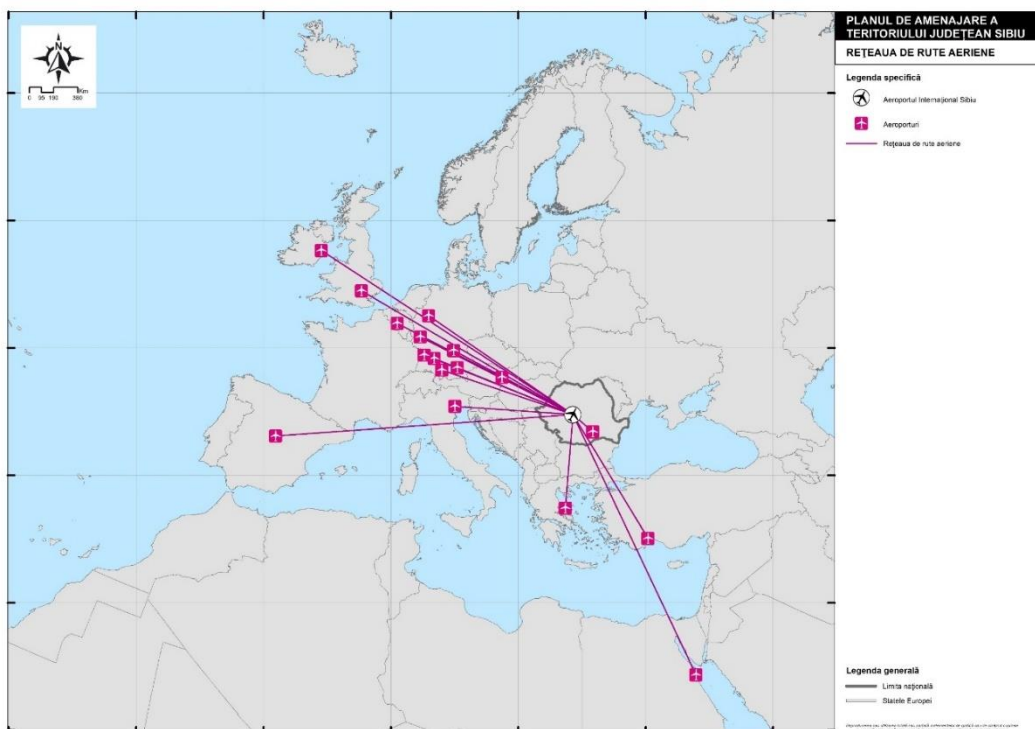 PLANUL DE AMENAJARE A
TERITORIULUI JUDEȚEAN SIBIU
REȚEAUA DE RUTE AERIENE
Legenda specifică
Aeroportul Internațional Sibiu
Aeroporturi
Rețeaua de rute aeriene
N
0 95 190 380 Km
Legenda generală
Limita națională
Statele Europei